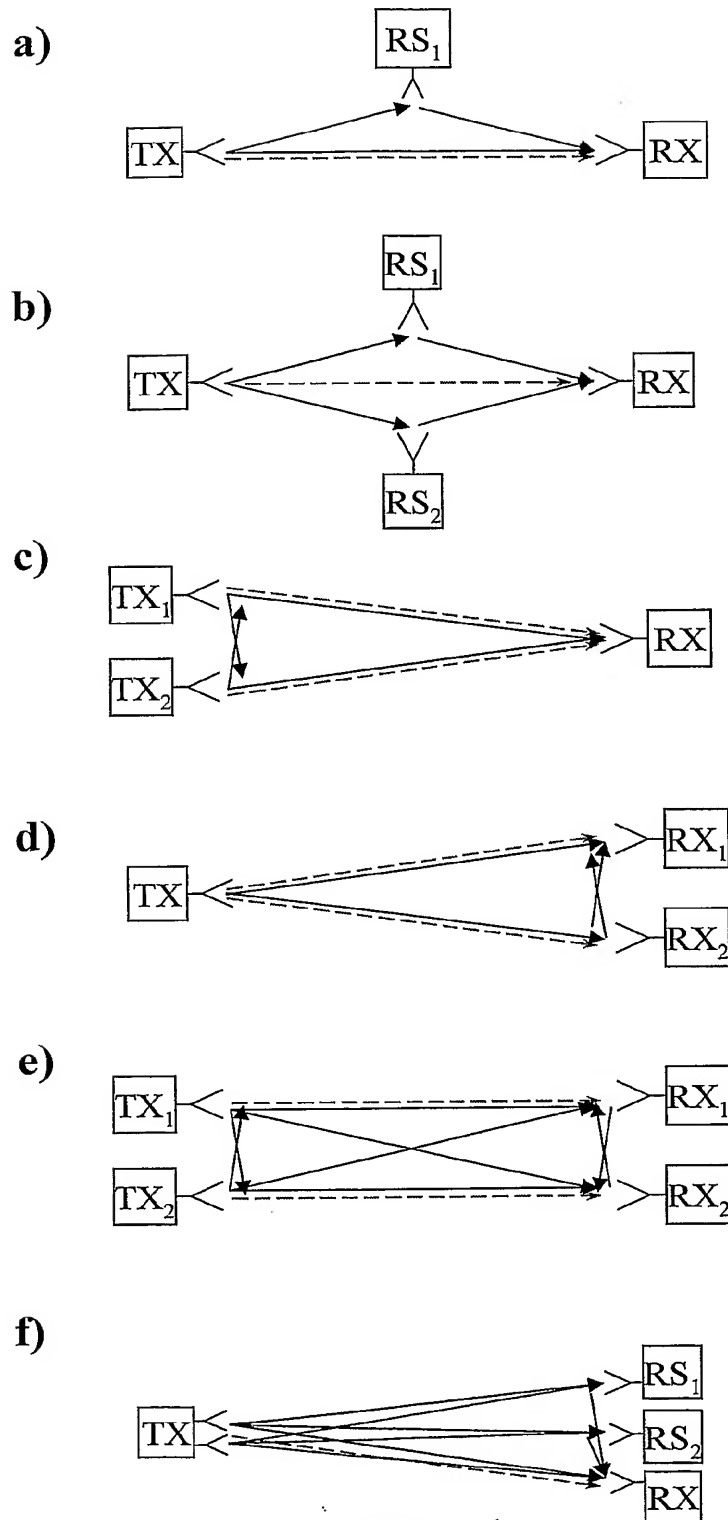 a)
RS₁
TX
RX
b)
RS₁
TX
RX
RS₂
c)
TX₁
RX
TX₂
d)
RX₁
TX
RX₂
e)
TX₁
RX₁
TX₂
RX₂
f)
RS₁
TX
RS₂
RX